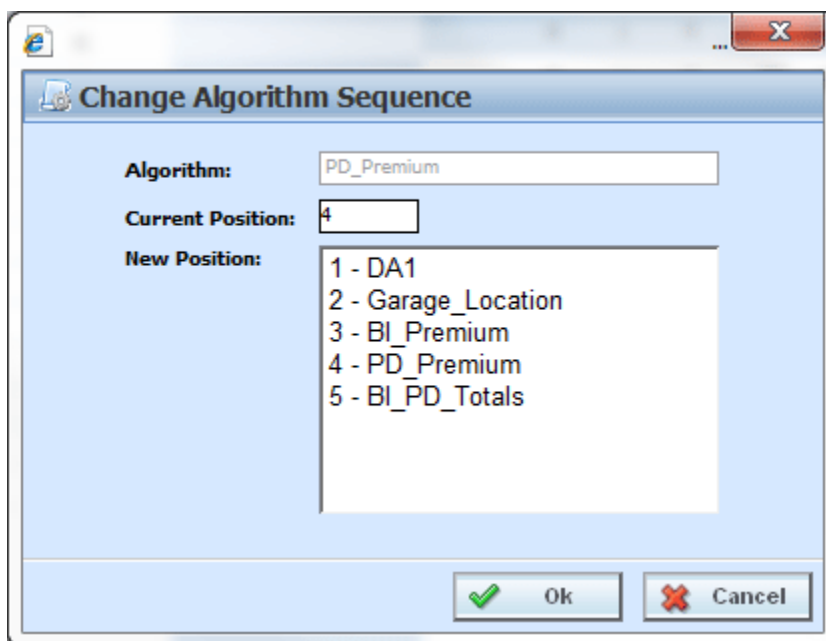 ...
Change Algorithm Sequence
Algorithm: PD_Premium
Current Position: 4
New Position:
1 - DA1
2 - Garage_Location
3 - BI_Premium
4 - PD_Premium
5 - BI_PD_Totals
Ok Cancel